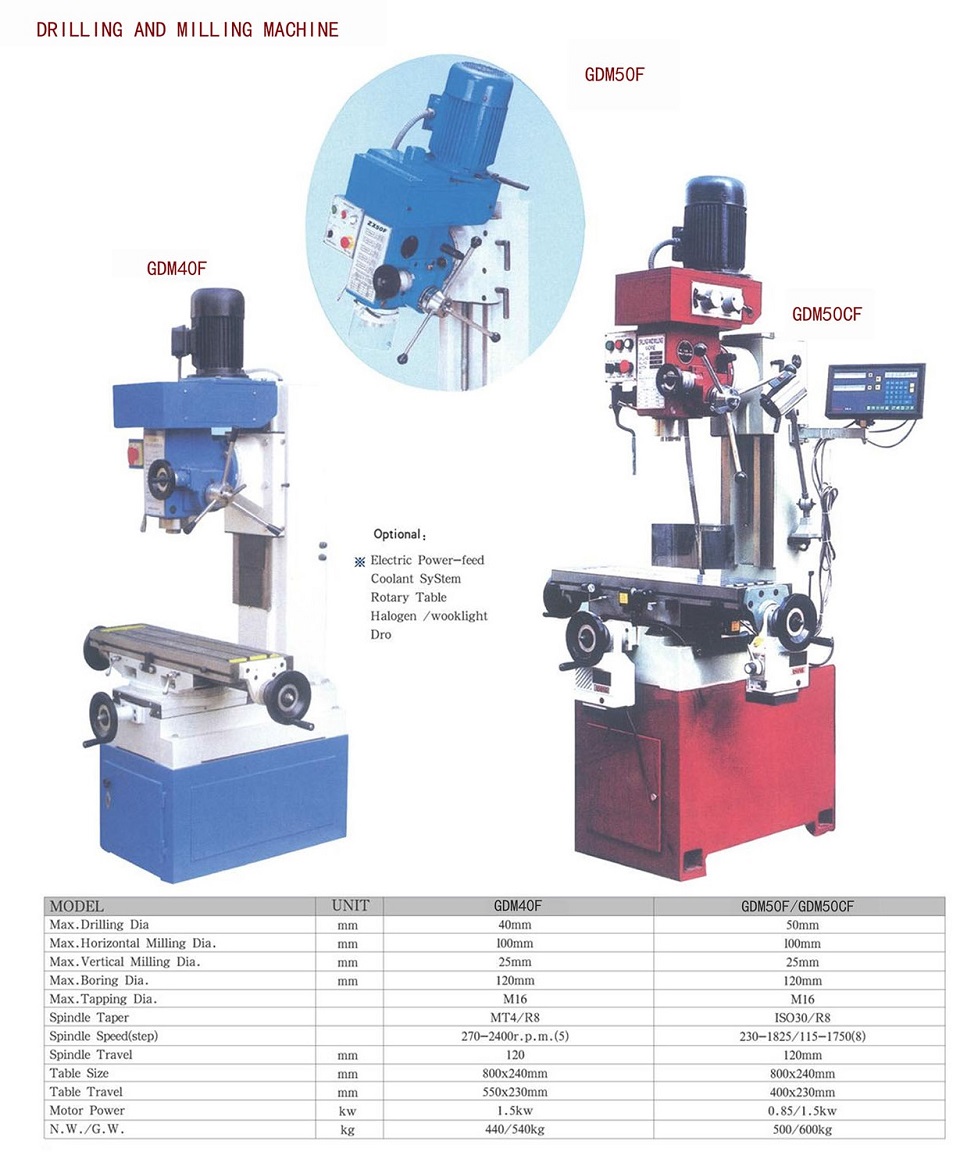 DRILLING AND MILLING MACHINE
GDM50F
GDM40F
ZX50F
GDM50CF
DRILLING AND MILLING
MACHINE
Optional:
※ Electric Power-feed
Coolant SyStem
Rotary Table
Halogen /wooklight
Dro
MODEL UNIT GDM40F GDM50F/GDM50CF
Max.Drilling Dia mm 40mm 50mm
Max.Horizontal Milling Dia. mm 100mm 100mm
Max.Vertical Milling Dia. mm 25mm 25mm
Max.Boring Dia. mm 120mm 120mm
Max.Tapping Dia. M16 M16
Spindle Taper MT4/R8 ISO30/R8
Spindle Speed(step) 270-2400r.p.m.(5) 230-1825/115-1750(8)
Spindle Travel mm 120 120mm
Table Size mm 800x240mm 800x240mm
Table Travel mm 550x230mm 400x230mm
Motor Power kw 1.5kw 0.85/1.5kw
N.W./G.W. kg 440/540kg 500/600kg